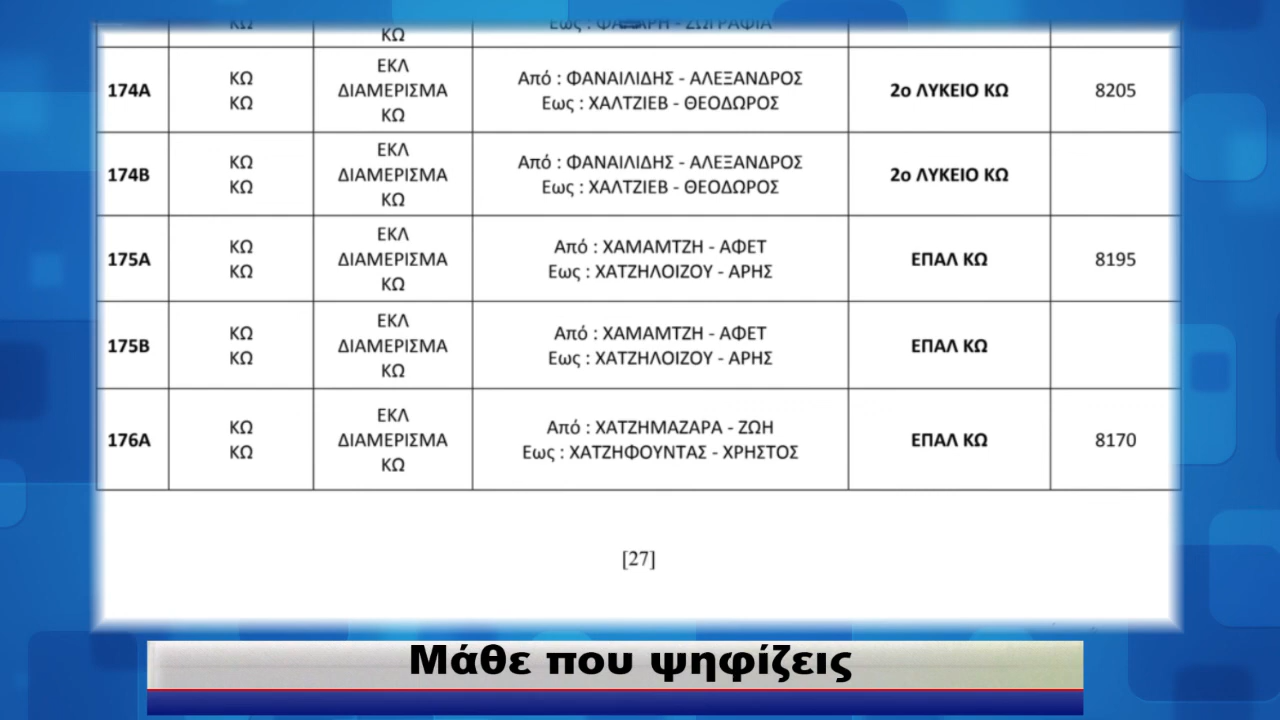 ΚΩ
174Α
ΚΩ
ΚΩ
ΕΚΛ
ΔΙΑΜΕΡΙΣΜΑ
ΚΩ
Από : ΦΑΝΑΙΛΙΔΗΣ - ΑΛΕΞΑΝΔΡΟΣ
Εως : ΧΑΛΤΖΙΕΒ - ΘΕΟΔΩΡΟΣ
2ο ΛΥΚΕΙΟ ΚΩ
8205
174Β
ΚΩ
ΚΩ
ΕΚΛ
ΔΙΑΜΕΡΙΣΜΑ
ΚΩ
Από : ΦΑΝΑΙΛΙΔΗΣ - ΑΛΕΞΑΝΔΡΟΣ
Εως : ΧΑΛΤΖΙΕΒ - ΘΕΟΔΩΡΟΣ
2ο ΛΥΚΕΙΟ ΚΩ
175Α
ΚΩ
ΚΩ
ΕΚΛ
ΔΙΑΜΕΡΙΣΜΑ
ΚΩ
Από : ΧΑΜΑΜΤΖΗ - ΑΦΕΤ
Εως : ΧΑΤΖΗΛΟΙΖΟΥ - ΑΡΗΣ
ΕΠΑΛ ΚΩ
8195
175Β
ΚΩ
ΚΩ
ΕΚΛ
ΔΙΑΜΕΡΙΣΜΑ
ΚΩ
Από : ΧΑΜΑΜΤΖΗ - ΑΦΕΤ
Εως : ΧΑΤΖΗΛΟΙΖΟΥ - ΑΡΗΣ
ΕΠΑΛ ΚΩ
176Α
ΚΩ
ΚΩ
ΕΚΛ
ΔΙΑΜΕΡΙΣΜΑ
ΚΩ
Από : ΧΑΤΖΗΜΑΖΑΡΑ - ΖΩΗ
Εως : ΧΑΤΖΗΦΟΥΝΤΑΣ - ΧΡΗΣΤΟΣ
ΕΠΑΛ ΚΩ
8170
[27]
Μάθε που ψηφίζεις